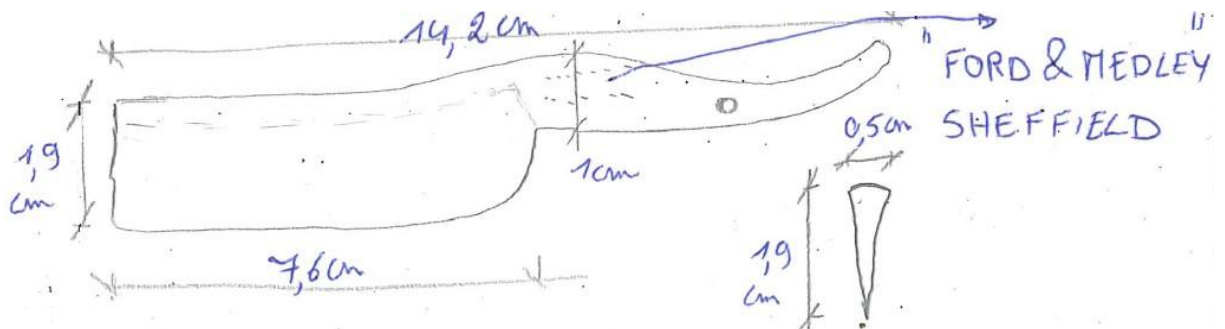 14,2 cm
" "
FORD & MEDLEY
SHEFFIELD
1,9
cm
1cm
0,5cm
7,6cm
1,9
cm